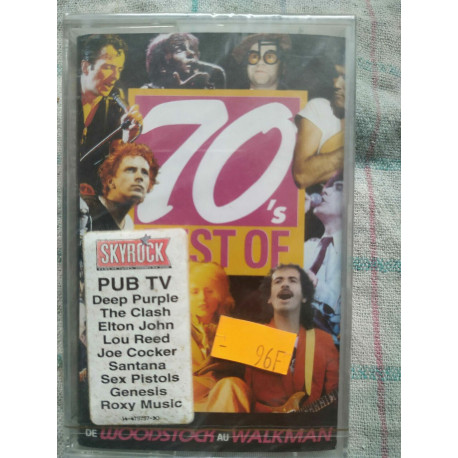 70's
BEST OF
SKYROCK
PUB TV
Deep Purple
The Clash
Elton John
Lou Reed
Joe Cocker
Santana
Sex Pistols
Genesis
Roxy Music
96F
DE WOODSTOCK AU WALKMAN